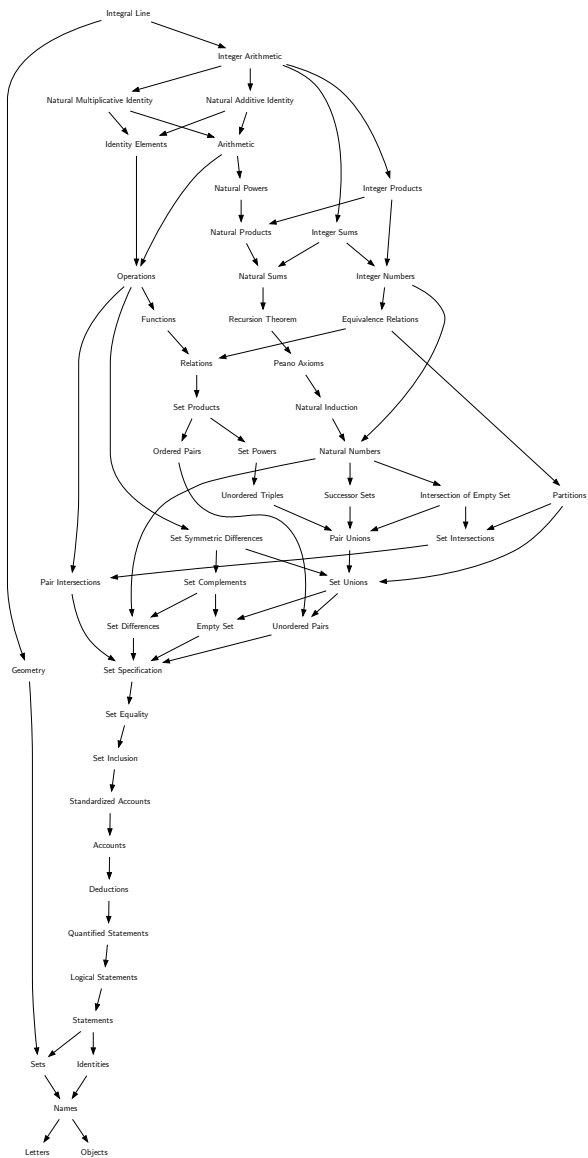 Integral Line
Integer Arithmetic
Natural Multiplicative Identity
Natural Additive Identity
Identity Elements
Arithmetic
Natural Powers
Integer Products
Natural Products
Integer Sums
Operations
Natural Sums
Integer Numbers
Functions
Recursion Theorem
Equivalence Relations
Relations
Peano Axioms
Set Products
Natural Induction
Ordered Pairs
Set Powers
Natural Numbers
Unordered Triples
Successor Sets
Intersection of Empty Set
Partitions
Set Symmetric Differences
Pair Unions
Set Intersections
Pair Intersections
Set Complements
Set Unions
Set Differences
Empty Set
Unordered Pairs
Geometry
Set Specification
Set Equality
Set Inclusion
Standardized Accounts
Accounts
Deductions
Quantified Statements
Logical Statements
Statements
Sets
Identities
Names
Letters
Objects